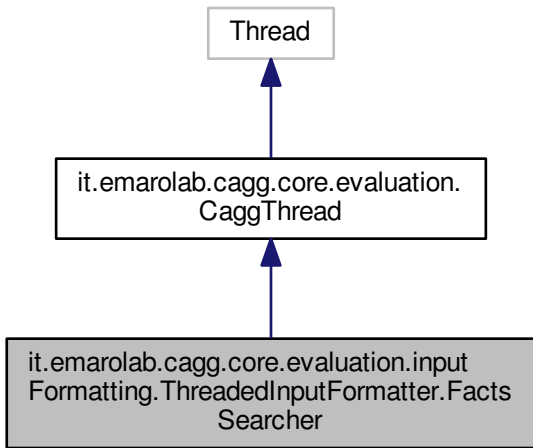 Thread
it.emarolab.cagg.core.evaluation.
CaggThread
it.emarolab.cagg.core.evaluation.input
Formatting.ThreadedInputFormatter.Facts
Searcher